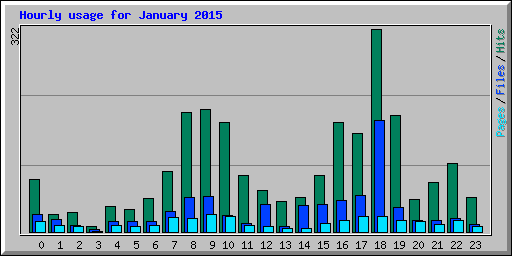 Hourly usage for January 2015
322
Pages/Files/Hits
0 1 2 3 4 5 6 7 8 9 10 11 12 13 14 15 16 17 18 19 20 21 22 23